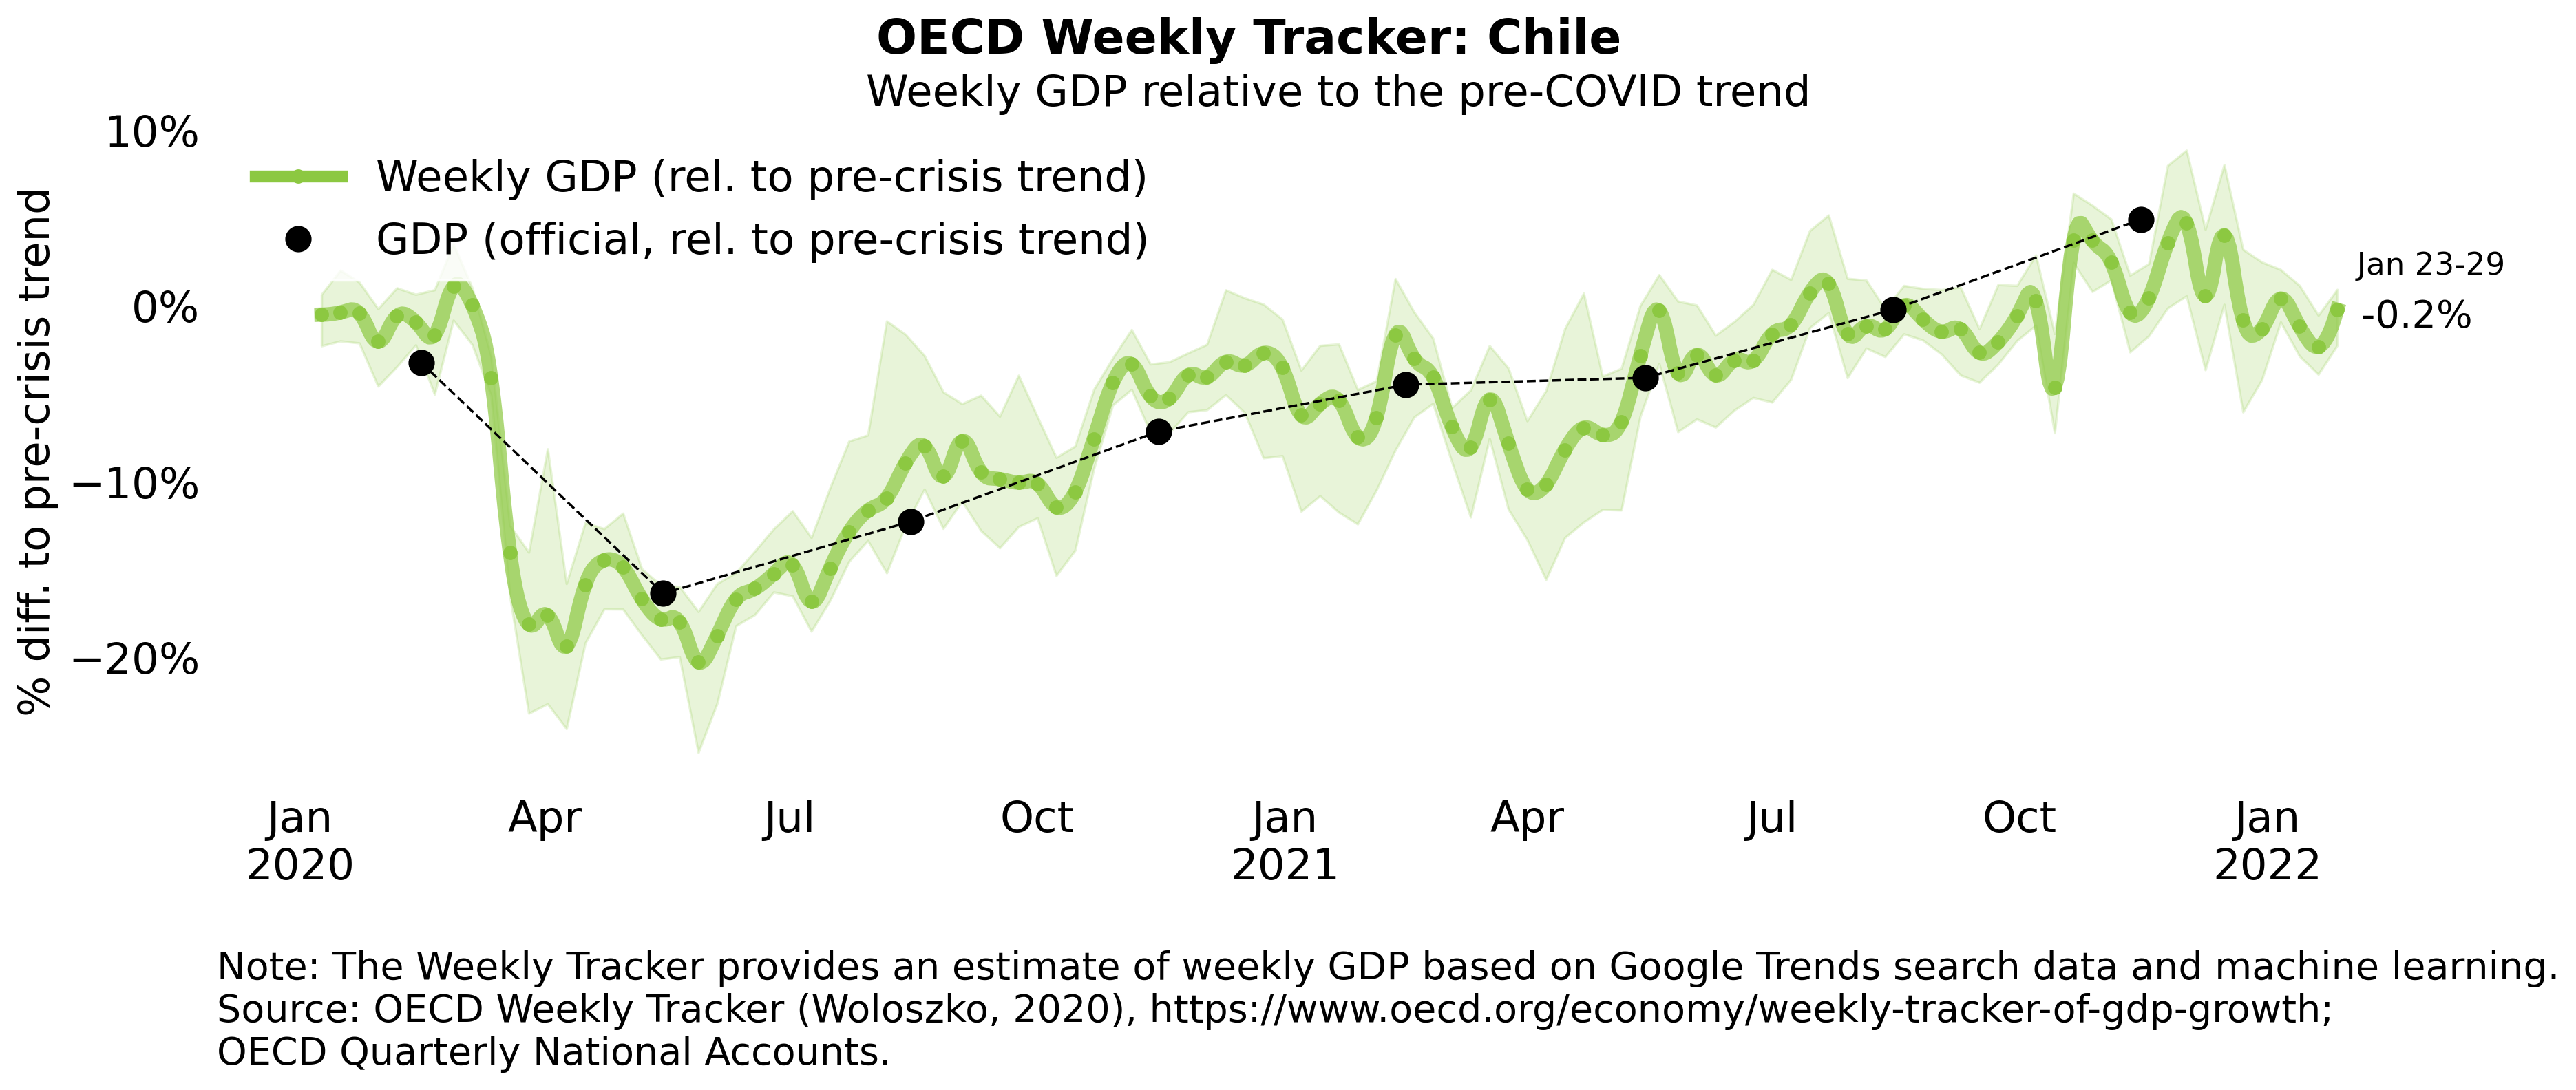 OECD Weekly Tracker: Chile
Weekly GDP relative to the pre-COVID trend
% diff. to pre-crisis trend
10%
0%
−10%
−20%
Weekly GDP (rel. to pre-crisis trend)
GDP (official, rel. to pre-crisis trend)
Jan 23-29
-0.2%
Jan Apr Jul Oct Jan Apr Jul Oct Jan
2020 2021 2022
Note: The Weekly Tracker provides an estimate of weekly GDP based on Google Trends search data and machine learning.
Source: OECD Weekly Tracker (Woloszko, 2020), https://www.oecd.org/economy/weekly-tracker-of-gdp-growth;
OECD Quarterly National Accounts.